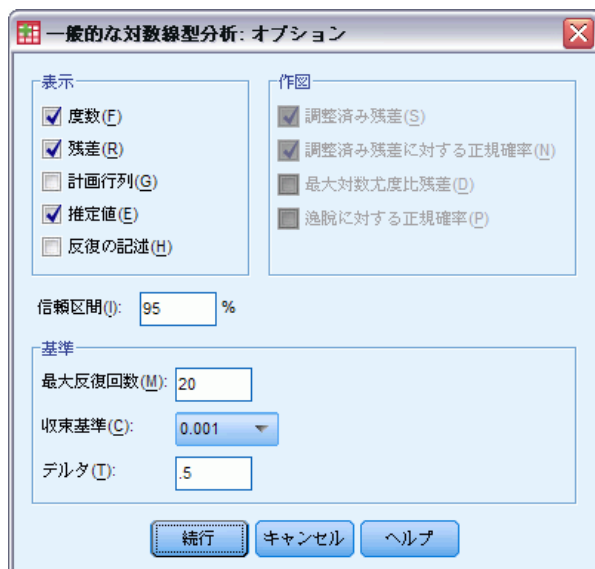 一般的な対数線型分析: オプション
表示
度数(F)
残差(R)
計画行列(G)
推定値(E)
反復の記述(H)
作図
調整済み残差(S)
調整済み残差に対する正規確率(N)
最大対数尤度比残差(D)
逸脱に対する正規確率(P)
信頼区間(I): 95 %
基準
最大反復回数(M): 20
収束基準(C): 0.001
デルタ(T): .5
続行 キャンセル ヘルプ